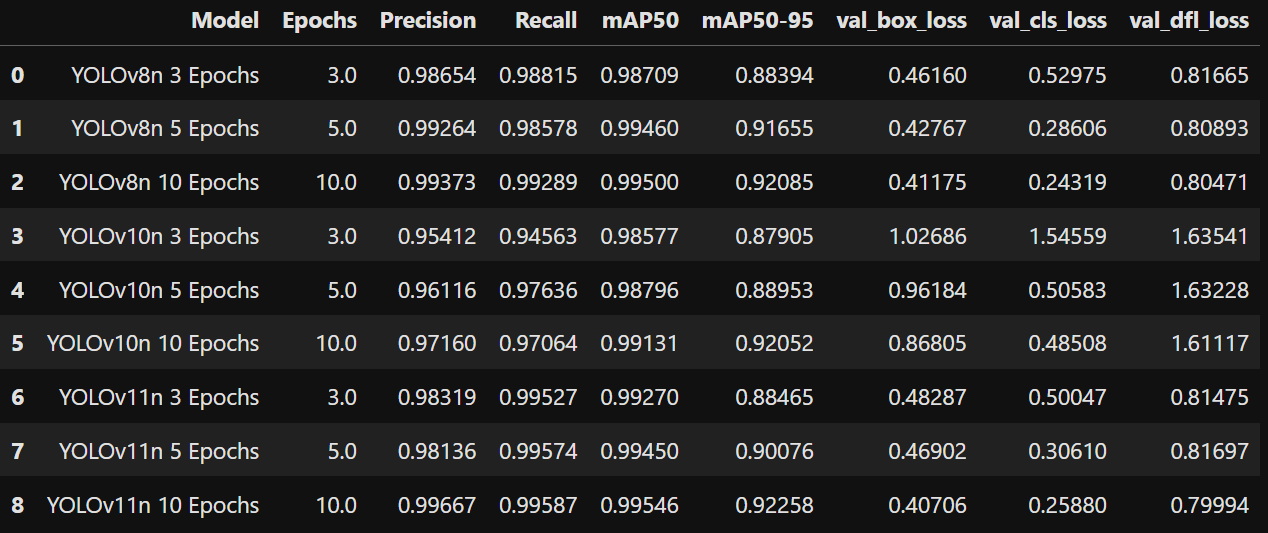 Model Epochs Precision Recall mAP50 mAP50-95 val_box_loss val_cls_loss val_dfl_loss
0 YOLOv8n 3 Epochs 3.0 0.98654 0.98815 0.98709 0.88394 0.46160 0.52975 0.81665
1 YOLOv8n 5 Epochs 5.0 0.99264 0.98578 0.99460 0.91655 0.42767 0.28606 0.80893
2 YOLOv8n 10 Epochs 10.0 0.99373 0.99289 0.99500 0.92085 0.41175 0.24319 0.80471
3 YOLOv10n 3 Epochs 3.0 0.95412 0.94563 0.98577 0.87905 1.02686 1.54559 1.63541
4 YOLOv10n 5 Epochs 5.0 0.96116 0.97636 0.98796 0.88953 0.96184 0.50583 1.63228
5 YOLOv10n 10 Epochs 10.0 0.97160 0.97064 0.99131 0.92052 0.86805 0.48508 1.61117
6 YOLOv11n 3 Epochs 3.0 0.98319 0.99527 0.99270 0.88465 0.48287 0.50047 0.81475
7 YOLOv11n 5 Epochs 5.0 0.98136 0.99574 0.99450 0.90076 0.46902 0.30610 0.81697
8 YOLOv11n 10 Epochs 10.0 0.99667 0.99587 0.99546 0.92258 0.40706 0.25880 0.79994